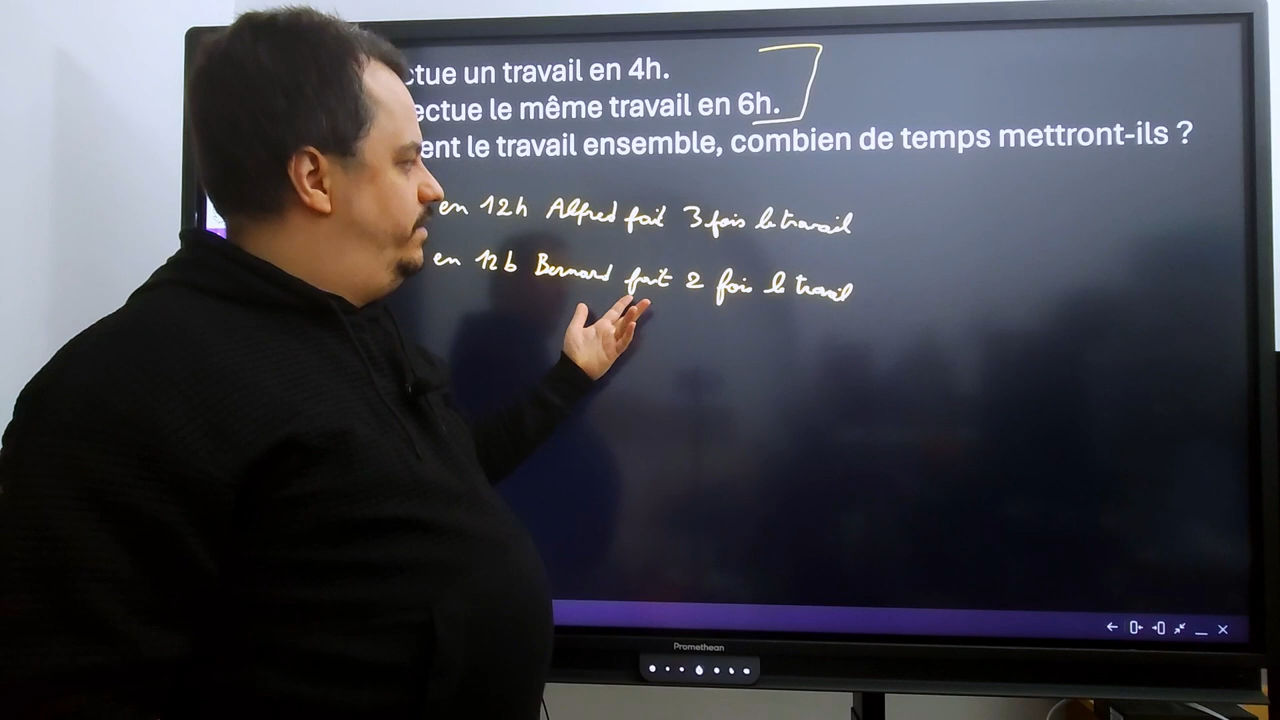 ctue un travail en 4h.
ectue le même travail en 6h.
ent le travail ensemble, combien de temps mettront-ils ?
en 12h Alfred fait 3 fois le travail
en 12h Bernard fait 2 fois le travail
Promethean